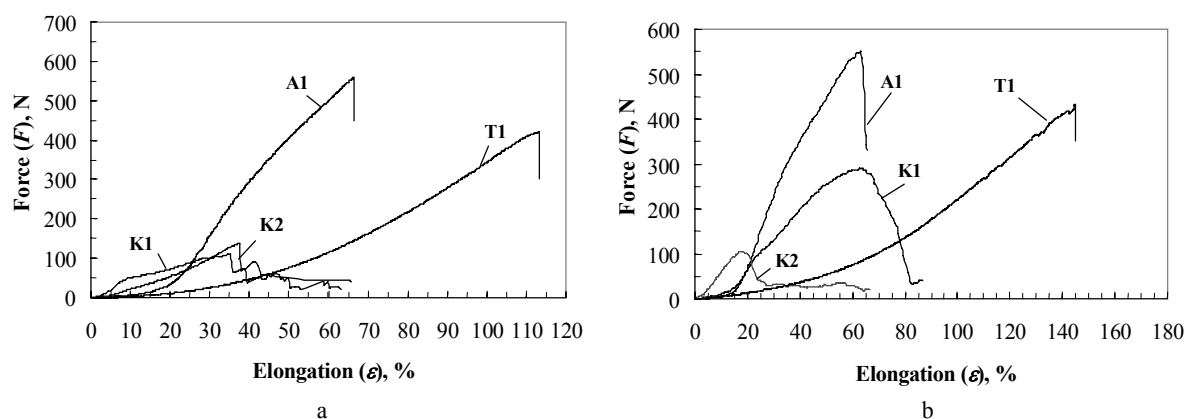 700
600
500
400
300
200
100
0
Force (F), N
A1
T1
K1
K2
0 10 20 30 40 50 60 70 80 90 100 110 120
Elongation (ε), %
a
600
500
400
300
200
100
0
Force (F), N
A1
T1
K1
K2
0 20 40 60 80 100 120 140 160 180
Elongation (ε), %
b